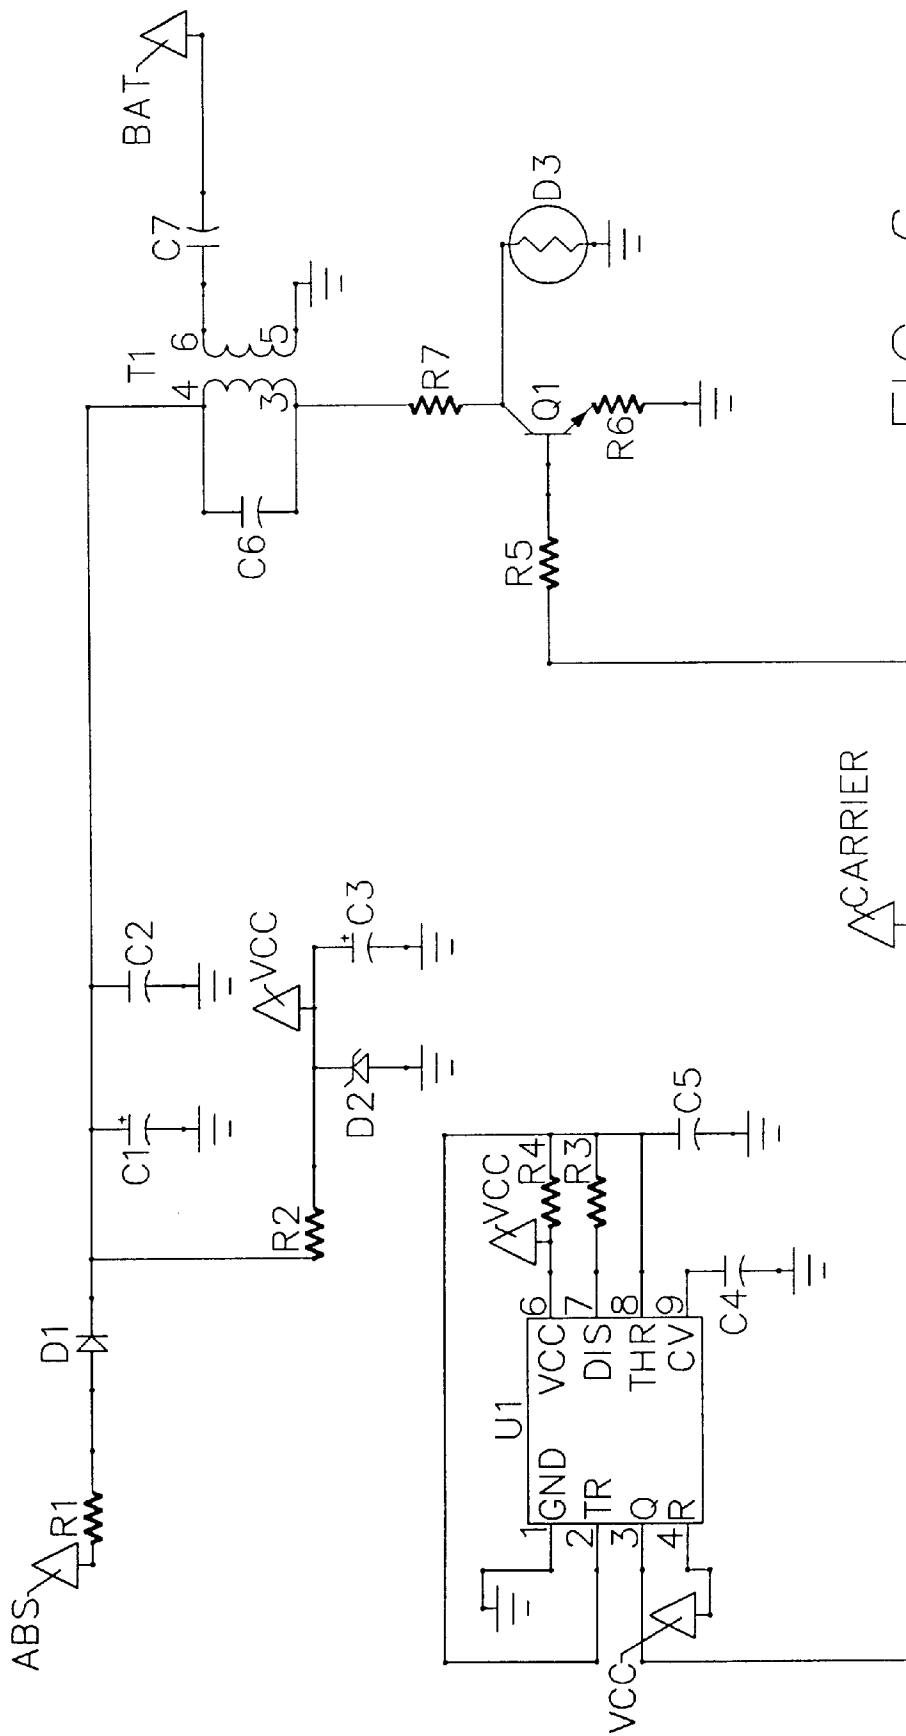 ABS
R1
D1
C1
C2
R2
VCC
D2
C3
T1
4
6
3
5
C6
C7
BAT
R7
Q1
D3
R5
R6
U1
1
GND
VCC
6
2
TR
DIS
7
3
Q
THR
8
4
R
CV
9
VCC
VCC
R4
R3
C4
C5
CARRIER